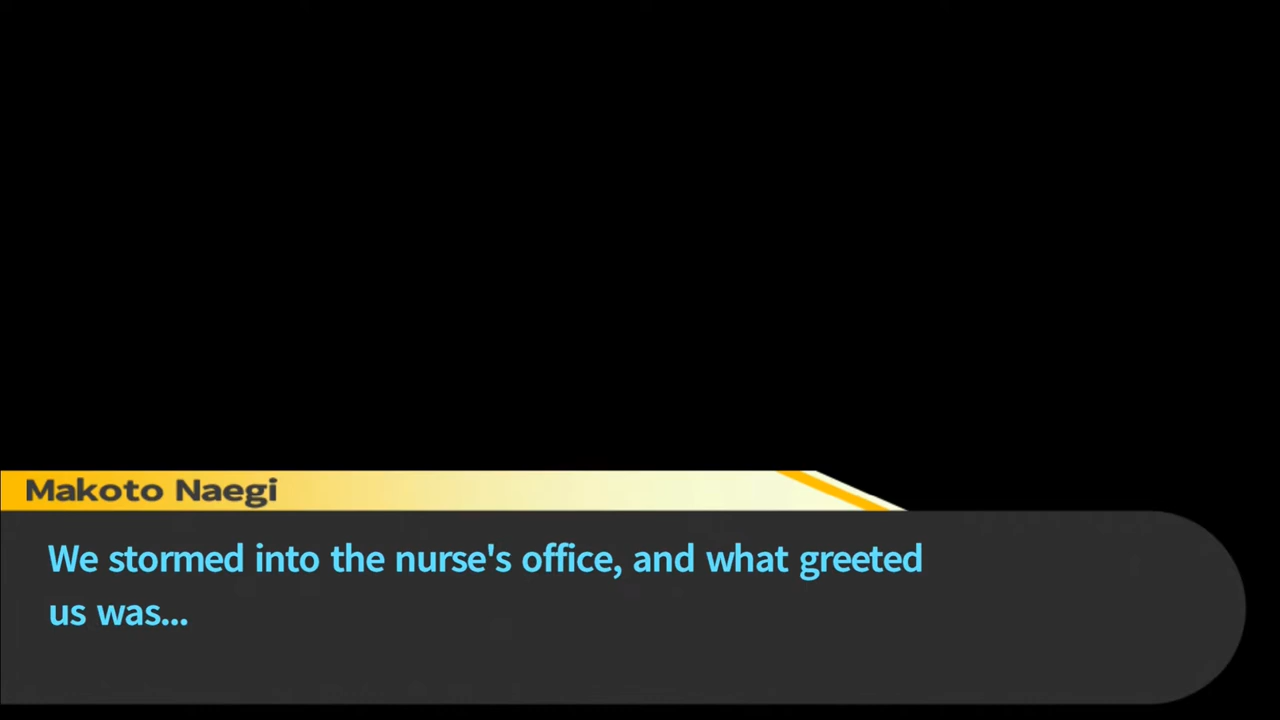 Makoto Naegi
We stormed into the nurse's office, and what greeted
us was...